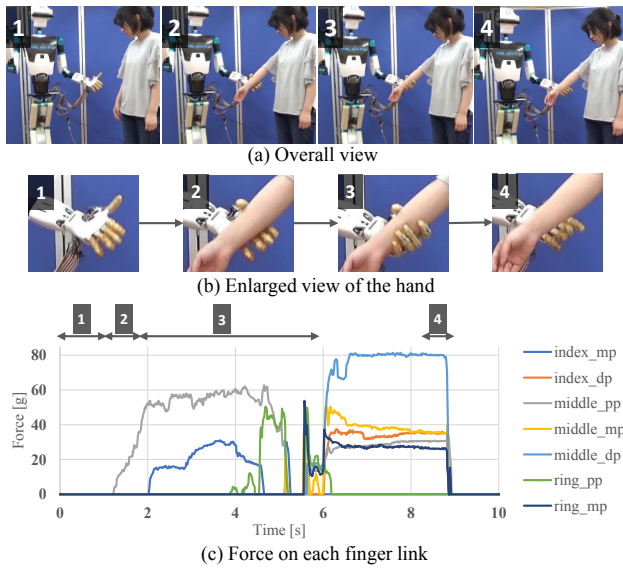 1 2 3 4
(a) Overall view
1 2 3 4
(b) Enlarged view of the hand
1 2 3 4
80
60
40
20
0
Force [g]
0 2 4 6 8 10
Time [s]
index_mp
index_dp
middle_pp
middle_mp
middle_dp
ring_pp
ring_mp
(c) Force on each finger link